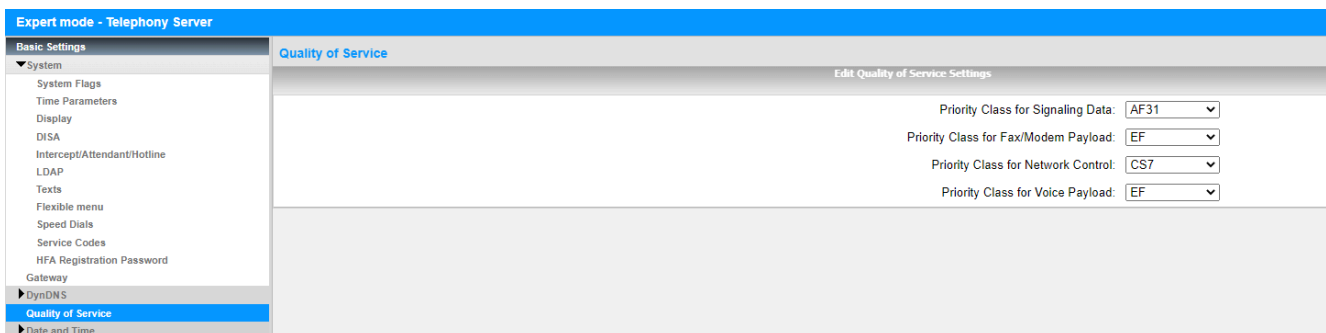 Expert mode - Telephony Server
Basic Settings
System
System Flags
Time Parameters
Display
DISA
Intercept/Attendant/Hotline
LDAP
Texts
Flexible menu
Speed Dials
Service Codes
HFA Registration Password
Gateway
DynDNS
Quality of Service
Date and Time
Quality of Service
Edit Quality of Service Settings
Priority Class for Signaling Data: AF31
Priority Class for Fax/Modem Payload: EF
Priority Class for Network Control: CS7
Priority Class for Voice Payload: EF